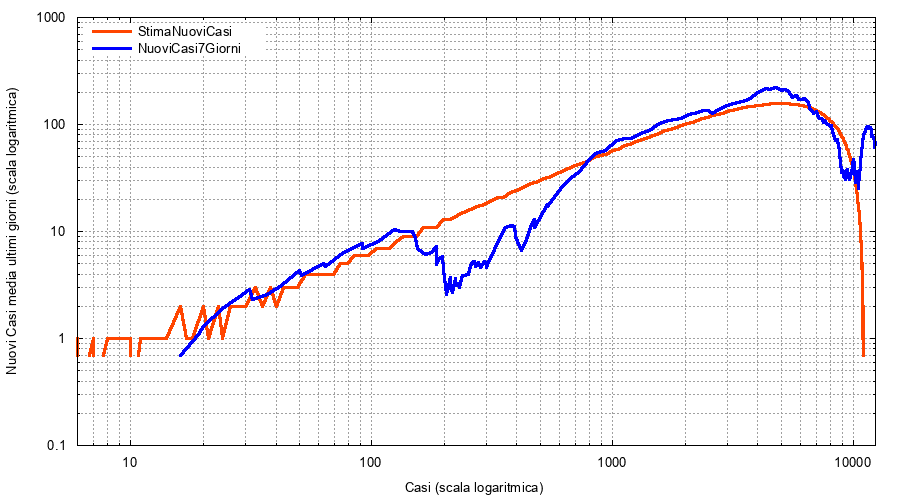 1000
100
10
1
0.1
Nuovi Casi media ultimi giorni (scala logaritmica)
StimaNuoviCasi
NuoviCasi7Giorni
10 100 1000 10000
Casi (scala logaritmica)